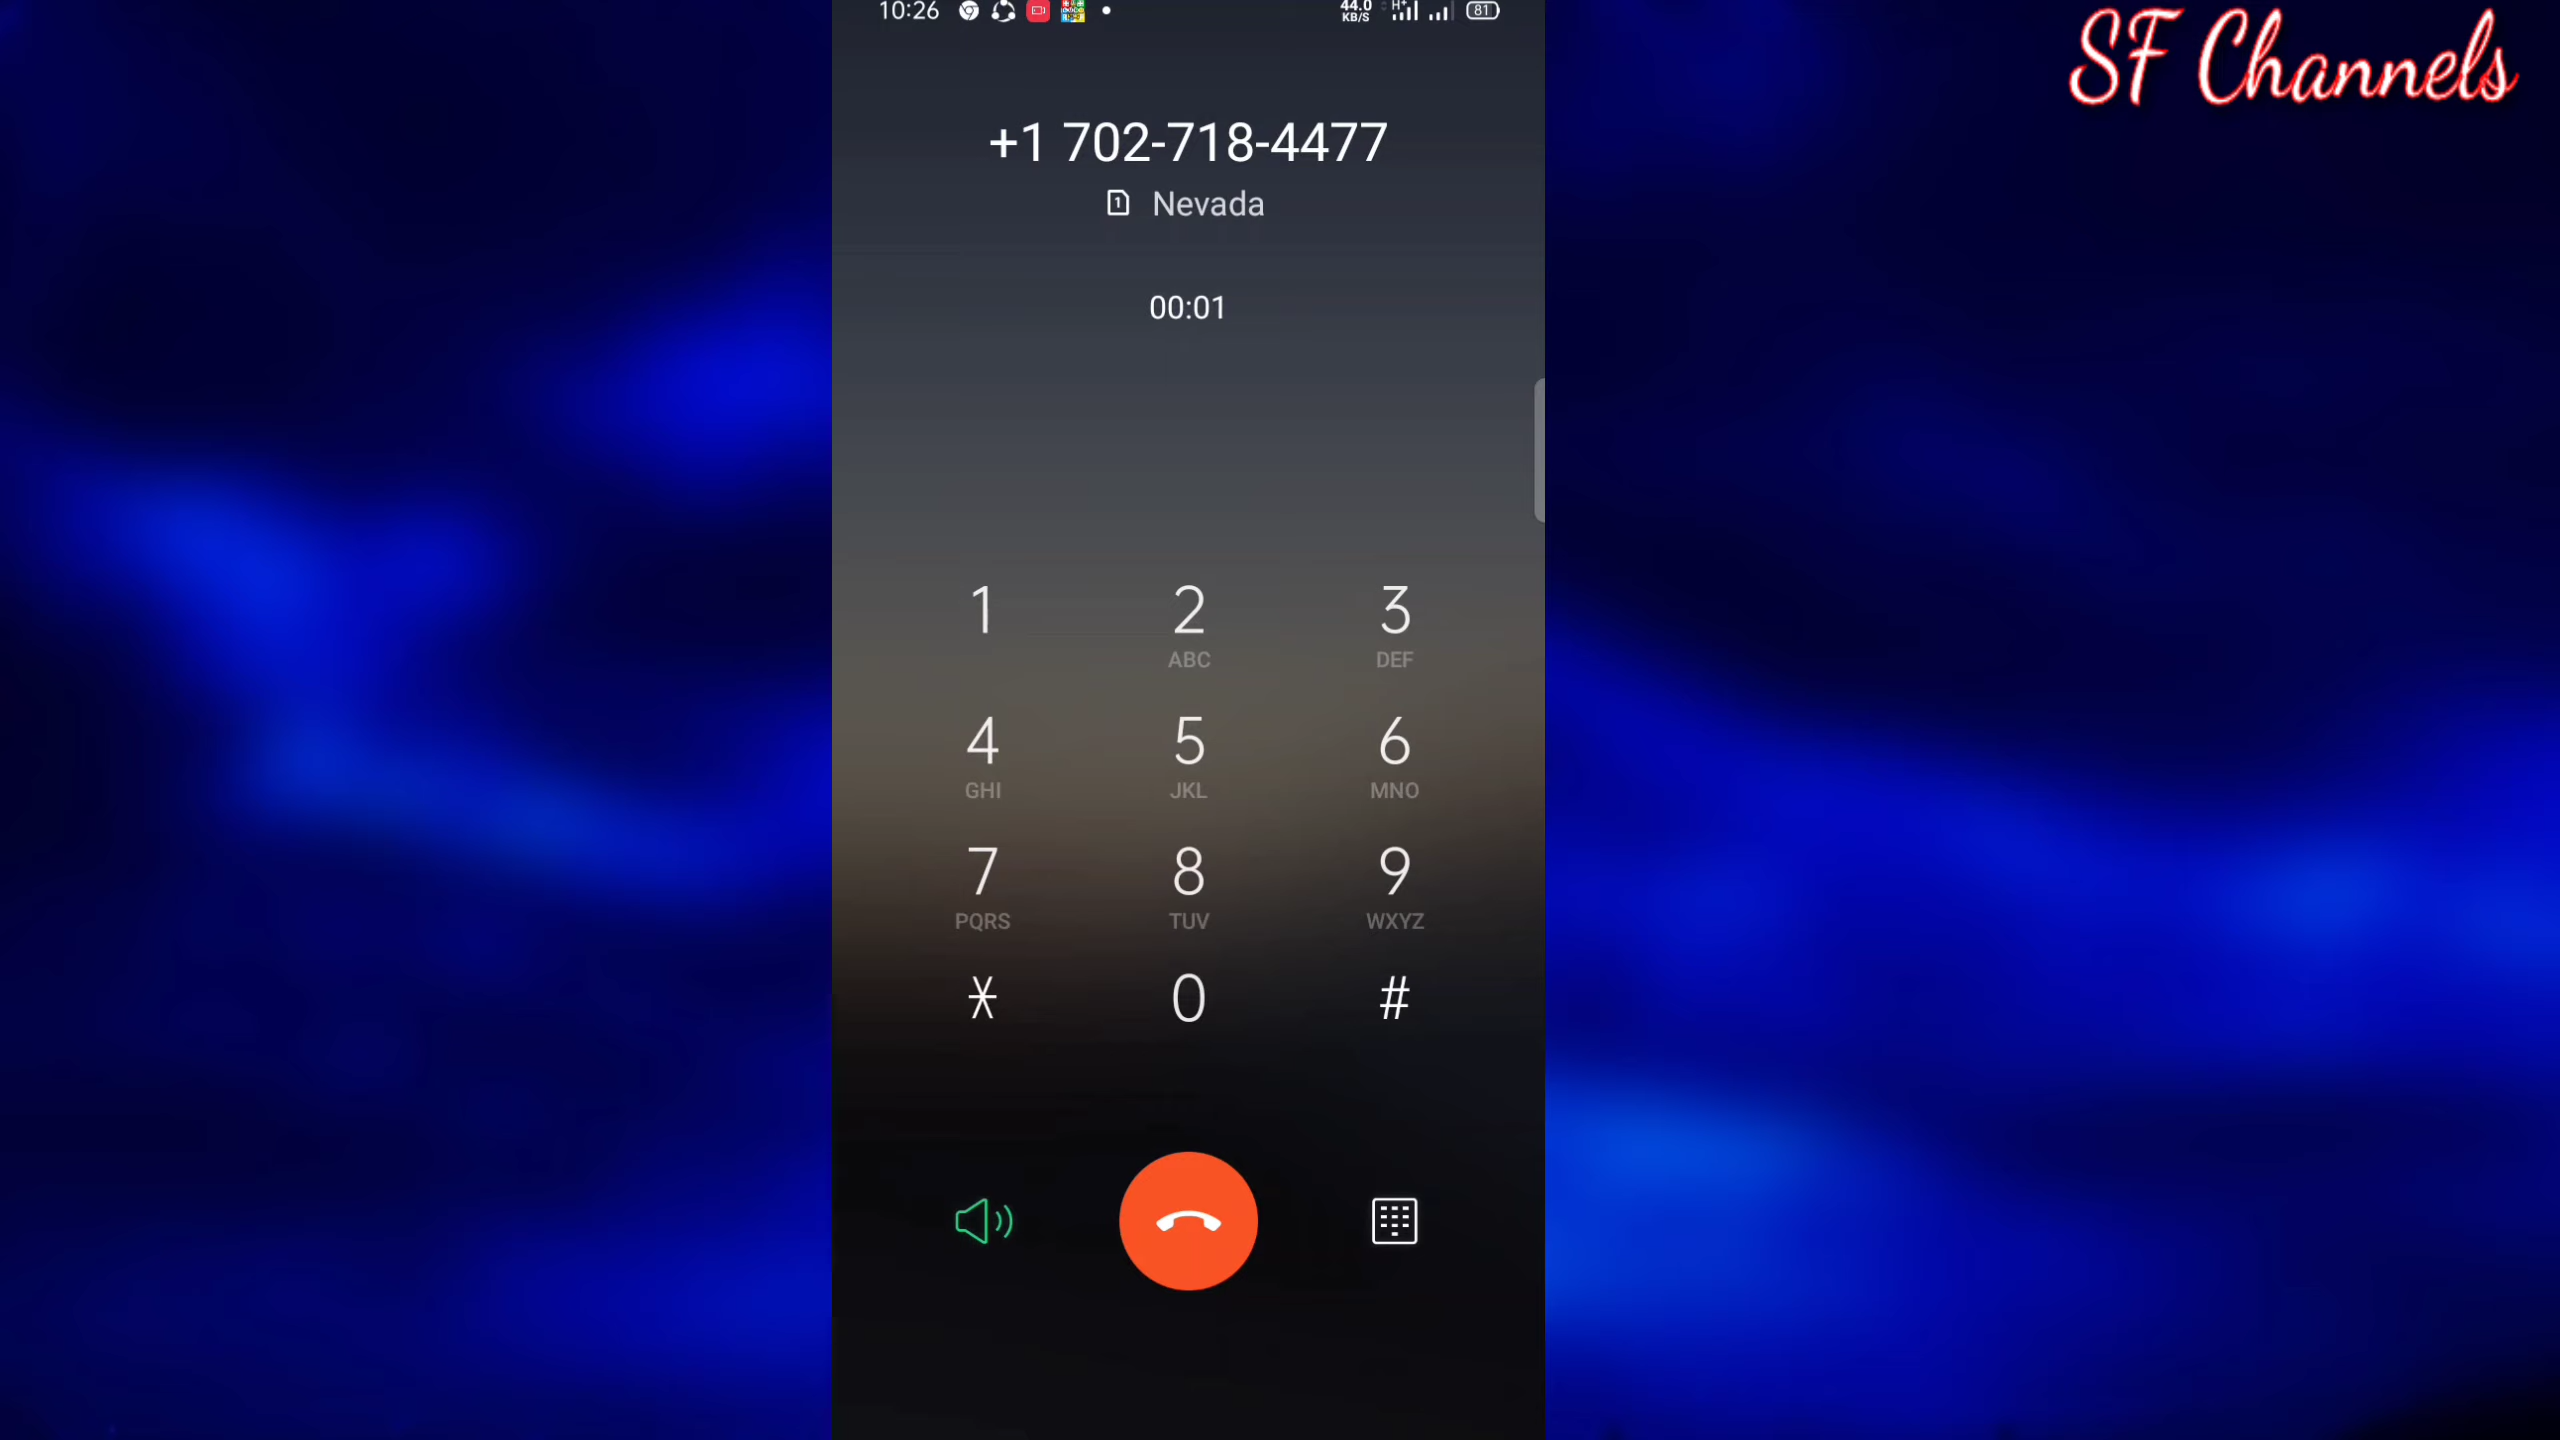 10:26 44.0 KB/S H+ 81
SF Channels
+1 702-718-4477
1 Nevada
00:01
1 2 3
ABC DEF
4 5 6
GHI JKL MNO
7 8 9
PQRS TUV WXYZ
* 0 #